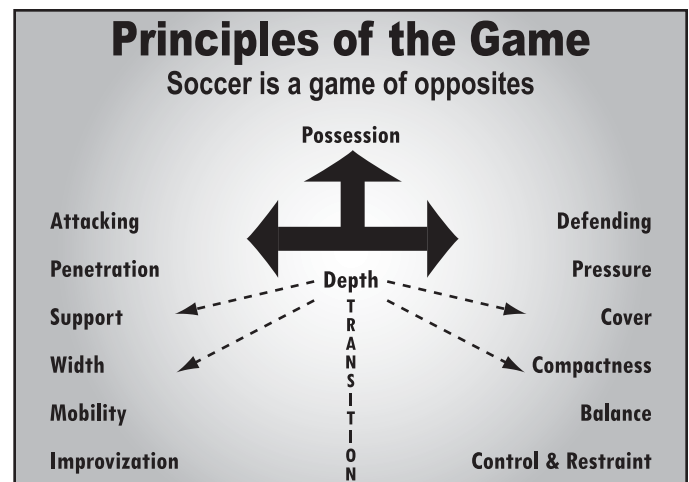 Principles of the Game
Soccer is a game of opposites
Possession
Attacking
Defending
Penetration
Pressure
Depth
Support
Cover
Width
Compactness
Mobility
Balance
Improvization
Control & Restraint
TRANSITION